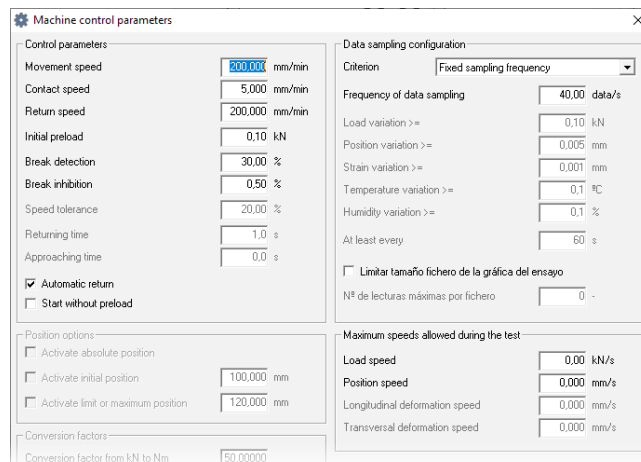 Machine control parameters
Control parameters
Movement speed 200,000 mm/min
Contact speed 5,000 mm/min
Return speed 200,000 mm/min
Initial preload 0,10 kN
Break detection 30,00 %
Break inhibition 0,50 %
Speed tolerance 20,00 %
Returning time 1,0 s
Approaching time 0,0 s
Automatic return
Start without preload
Position options
Activate absolute position
Activate initial position 100,000 mm
Activate limit or maximum position 120,000 mm
Conversion factors
Conversion factor from kN to Nm 50,00000
Data sampling configuration
Criterion Fixed sampling frequency
Frequency of data sampling 40,00 data/s
Load variation >= 0,10 kN
Position variation >= 0,005 mm
Strain variation >= 0,001 mm
Temperature variation >= 0,1 ºC
Humidity variation >= 0,1 %
At least every 60 s
Limitar tamaño fichero de la gráfica del ensayo
Nº de lecturas máximas por fichero 0 -
Maximum speeds allowed during the test
Load speed 0,00 kN/s
Position speed 0,000 mm/s
Longitudinal deformation speed 0,000 mm/s
Transversal deformation speed 0,000 mm/s